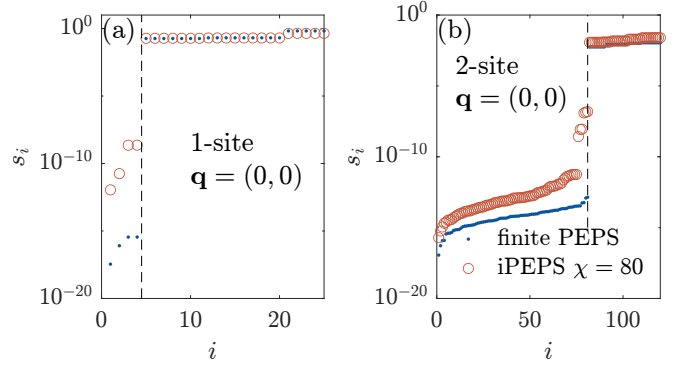 10^0
10^{-10}
10^{-20}
s_i
(a)
1-site
q = (0, 0)
0
10
20
i
10^0
10^{-10}
10^{-20}
s_i
(b)
2-site
q = (0, 0)
finite PEPS
iPEPS χ = 80
0
50
100
i